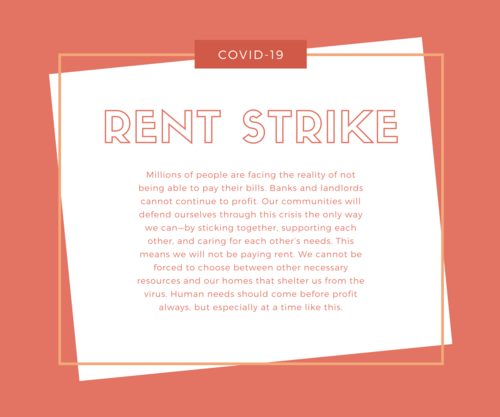 COVID-19
RENT STRIKE
Millions of people are facing the reality of not
being able to pay their bills. Banks and landlords
cannot continue to profit. Our communities will
defend ourselves through this crisis the only way
we can—by sticking together, supporting each
other, and caring for each other's needs. This
means we will not be paying rent. We cannot be
forced to choose between other necessary
resources and our homes that shelter us from the
virus. Human needs should come before profit
always, but especially at a time like this.